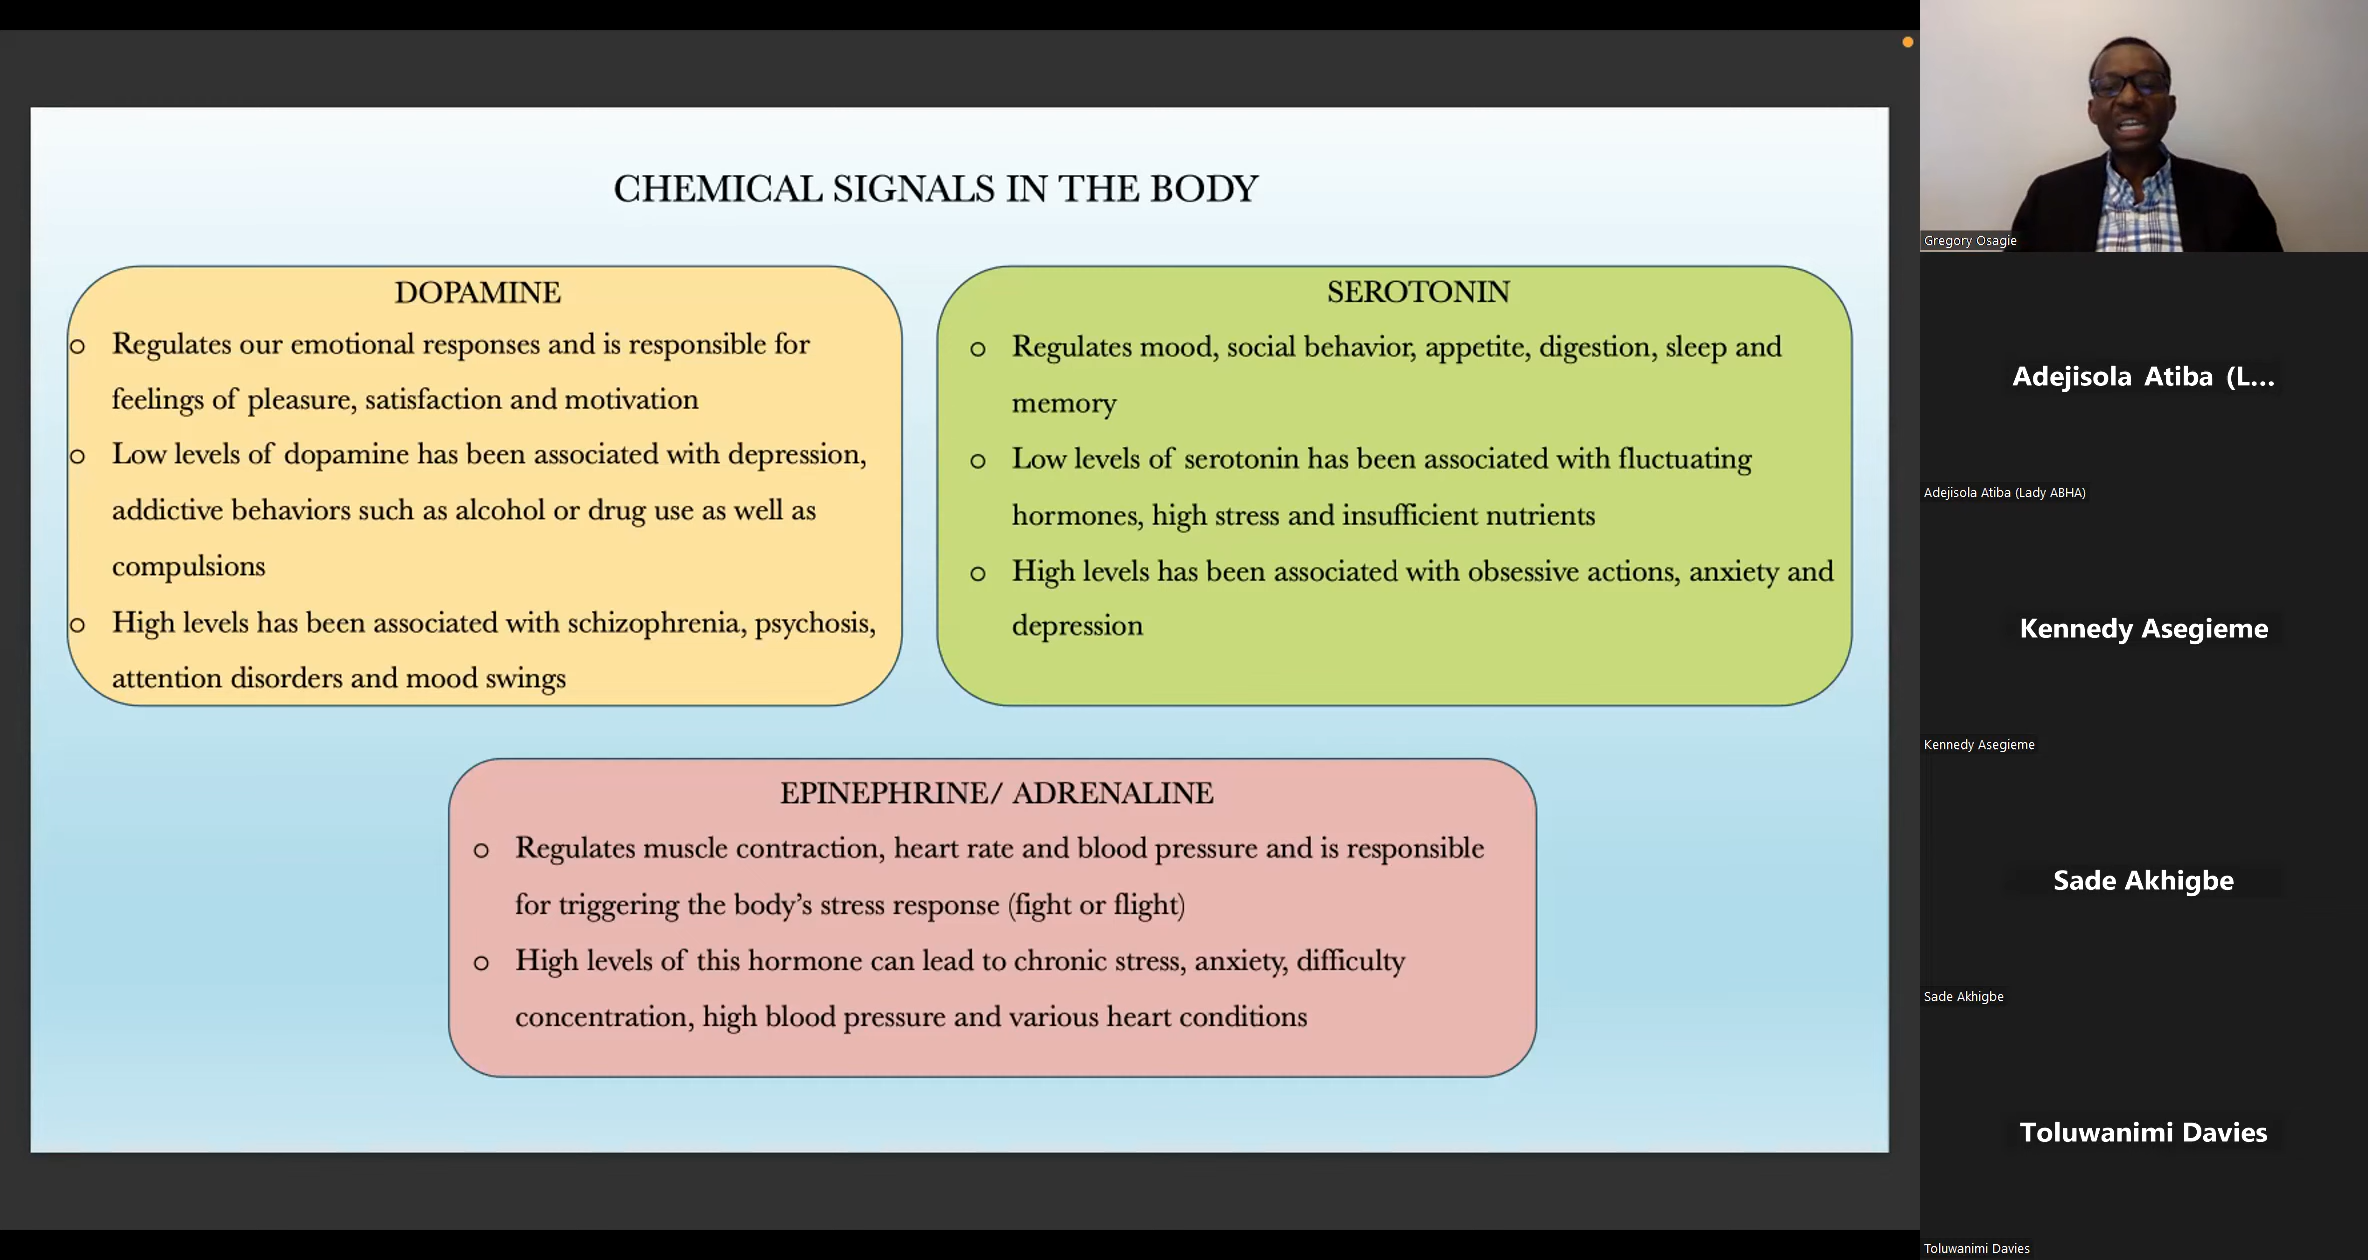 CHEMICAL SIGNALS IN THE BODY
DOPAMINE
o Regulates our emotional responses and is responsible for
feelings of pleasure, satisfaction and motivation
o Low levels of dopamine has been associated with depression,
addictive behaviors such as alcohol or drug use as well as
compulsions
o High levels has been associated with schizophrenia, psychosis,
attention disorders and mood swings
SEROTONIN
o Regulates mood, social behavior, appetite, digestion, sleep and
memory
o Low levels of serotonin has been associated with fluctuating
hormones, high stress and insufficient nutrients
o High levels has been associated with obsessive actions, anxiety and
depression
EPINEPHRINE/ ADRENALINE
o Regulates muscle contraction, heart rate and blood pressure and is responsible
for triggering the body’s stress response (fight or flight)
o High levels of this hormone can lead to chronic stress, anxiety, difficulty
concentration, high blood pressure and various heart conditions
Gregory Osagie
Adejisola Atiba (L...
Adejisola Atiba (Lady ABHA)
Kennedy Asegieme
Kennedy Asegieme
Sade Akhigbe
Sade Akhigbe
Toluwanimi Davies
Toluwanimi Davies